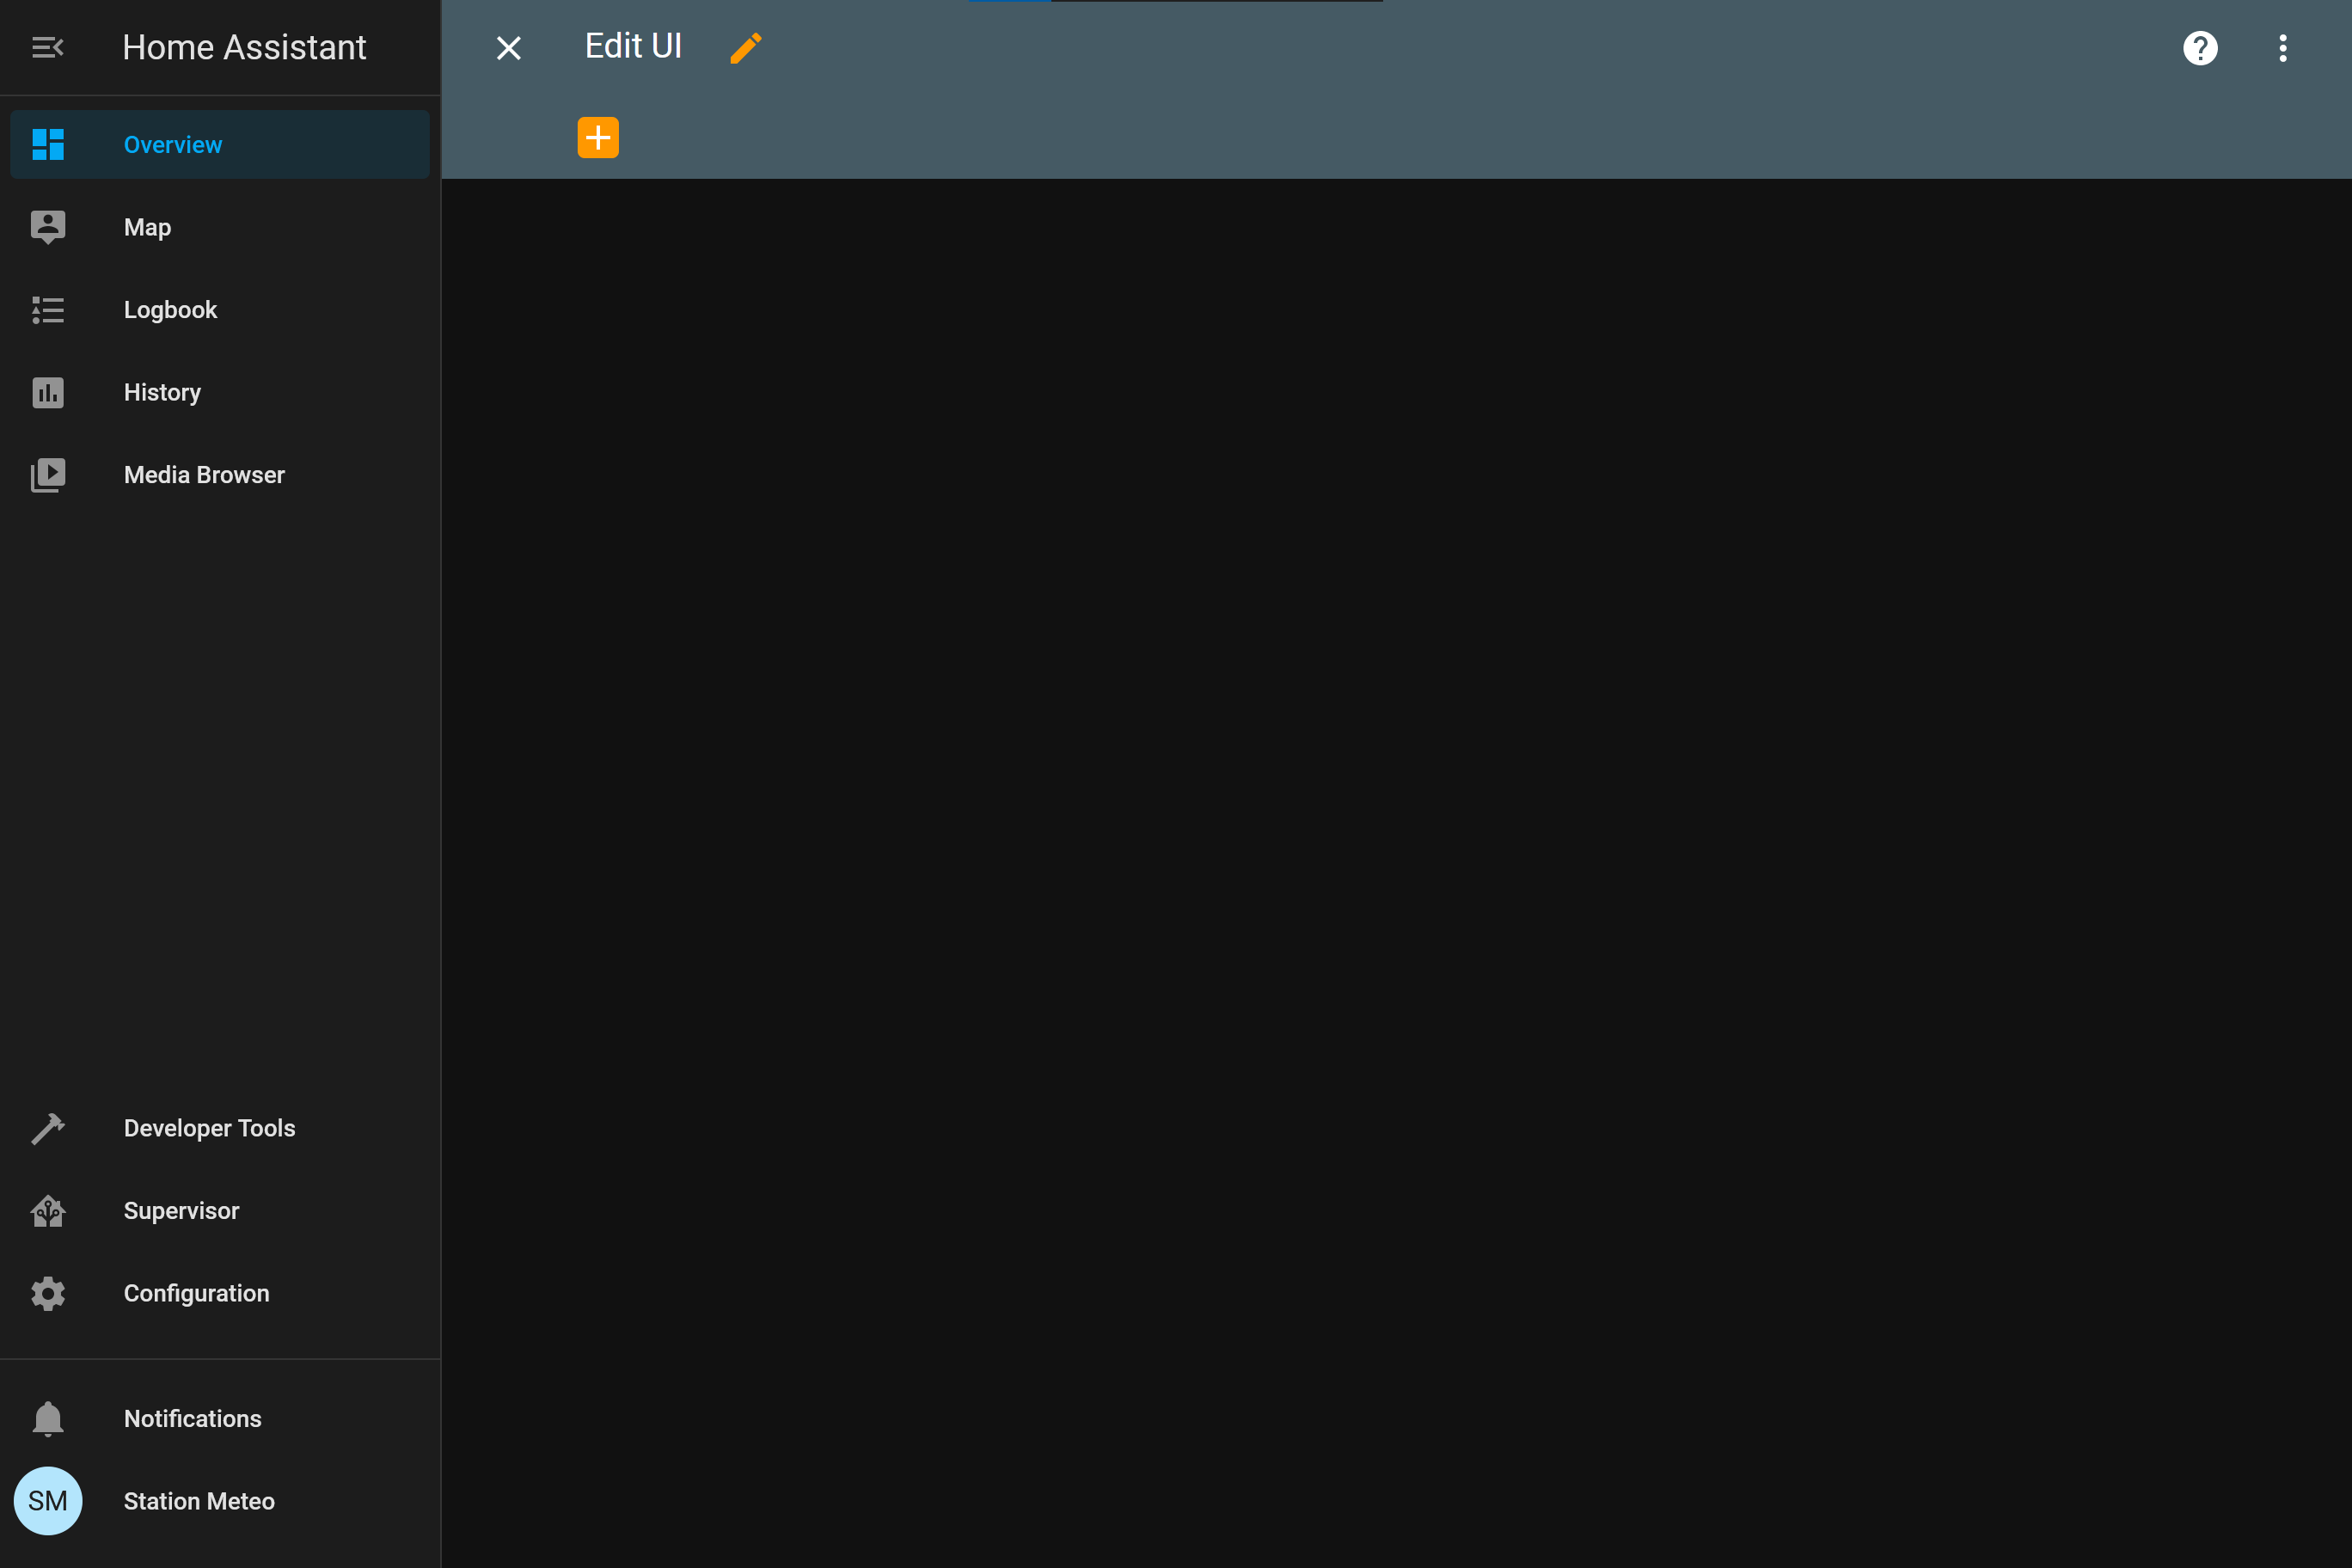 Home Assistant
Edit UI
Overview
Map
Logbook
History
Media Browser
Developer Tools
Supervisor
Configuration
Notifications
SM
Station Meteo